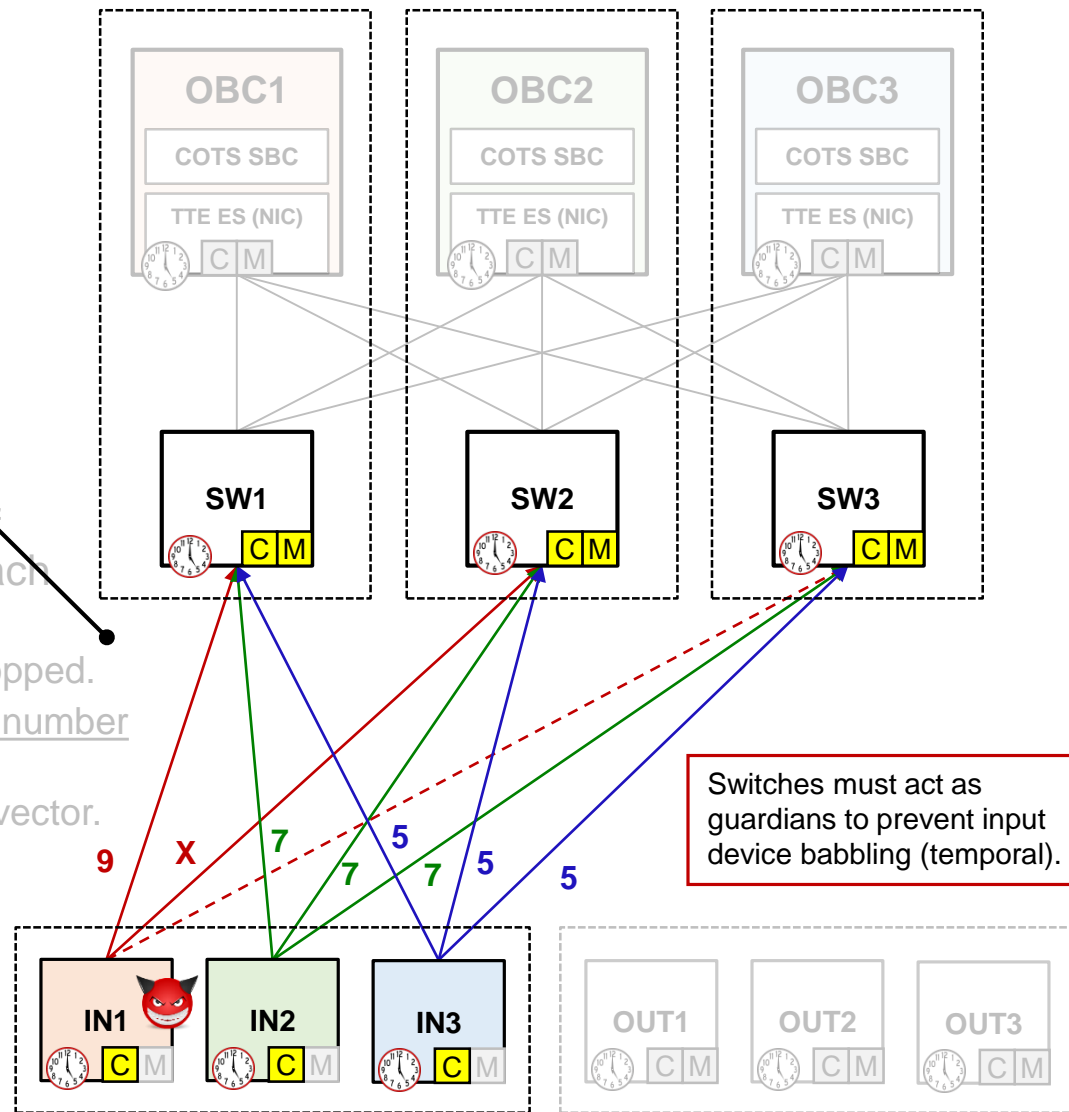 OBC1
OBC2
OBC3
COTS SBC
COTS SBC
COTS SBC
TTE ES (NIC)
TTE ES (NIC)
TTE ES (NIC)
C M
C M
C M
SW1
SW2
SW3
C M
C M
C M
opped.
number
vector.
Switches must act as
guardians to prevent input
device babbling (temporal).
9
X
7
5
7
7
5
5
IN1
IN2
IN3
OUT1
OUT2
OUT3
C M
C M
C M
C M
C M
C M